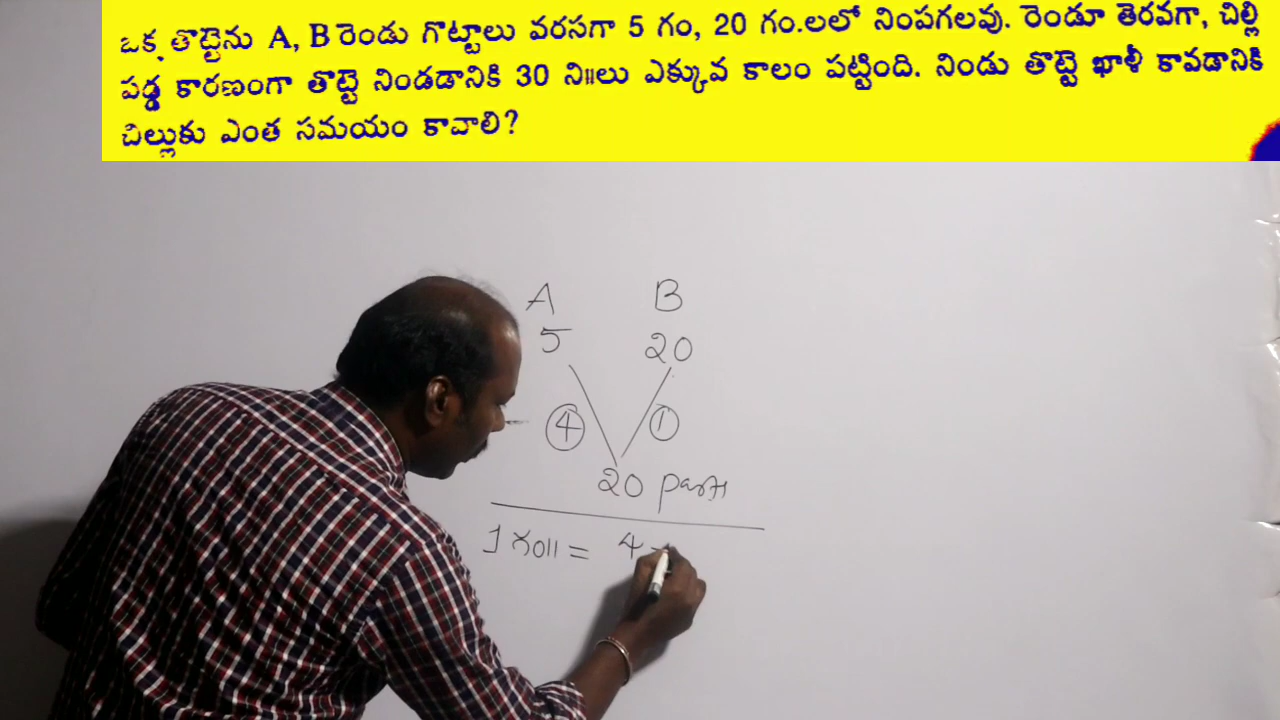 ఒక తొట్టెను A, B రెండు గొట్టాలు వరసగా 5 గం, 20 గం.లలో నింపగలవు. రెండూ తెరవగా, చిల్లి
పడ్డ కారణంగా తొట్టె నిండడానికి 30 ని॥లు ఎక్కువ కాలం పట్టింది. నిండు తొట్టె ఖాళీ కావడానికి
చిల్లుకు ఎంత సమయం కావాలి?
A B
5 20
4 1
20 parts
1 గం॥ = 4